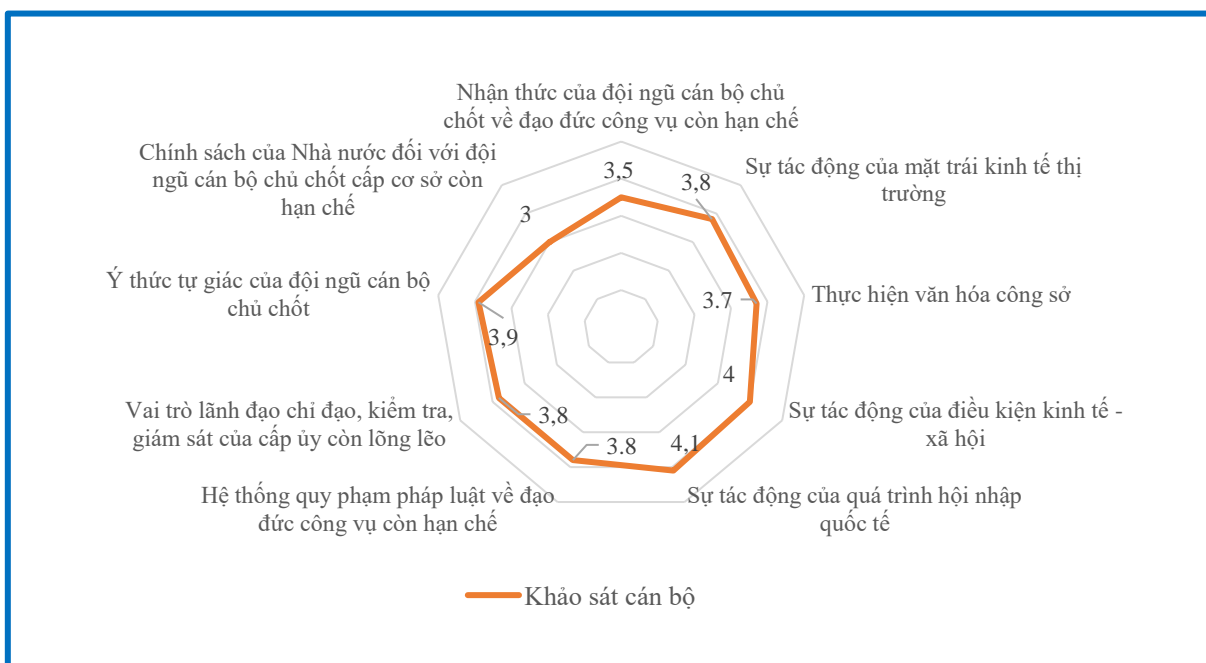 Nhận thức của đội ngũ cán bộ chủ
chốt về đạo đức công vụ còn hạn chế
Sự tác động của mặt trái kinh tế thị
trường
Thực hiện văn hóa công sở
Sự tác động của điều kiện kinh tế -
xã hội
Sự tác động của quá trình hội nhập
quốc tế
Hệ thống quy phạm pháp luật về đạo
đức công vụ còn hạn chế
Vai trò lãnh đạo chỉ đạo, kiểm tra,
giám sát của cấp ủy còn lõng lẽo
Ý thức tự giác của đội ngũ cán bộ
chủ chốt
Chính sách của Nhà nước đối với đội
ngũ cán bộ chủ chốt cấp cơ sở còn
hạn chế
3,5
3,8
3.7
4
4,1
3.8
3,8
3,9
3
Khảo sát cán bộ